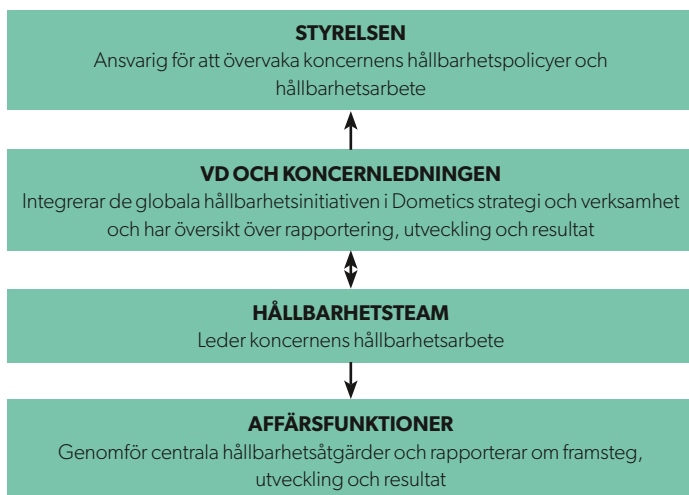 STYRELSEN
Ansvarig för att övervaka koncernens hållbarhetspolicyer och
hållbarhetsarbete
VD OCH KONCERNLEDNINGEN
Integrerar de globala hållbarhetsinitiativen i Dometics strategi och verksamhet
och har översikt över rapportering, utveckling och resultat
HÅLLBARHETSTEAM
Leder koncernens hållbarhetsarbete
AFFÄRSFUNKTIONER
Genomför centrala hållbarhetsåtgärder och rapporterar om framsteg,
utveckling och resultat